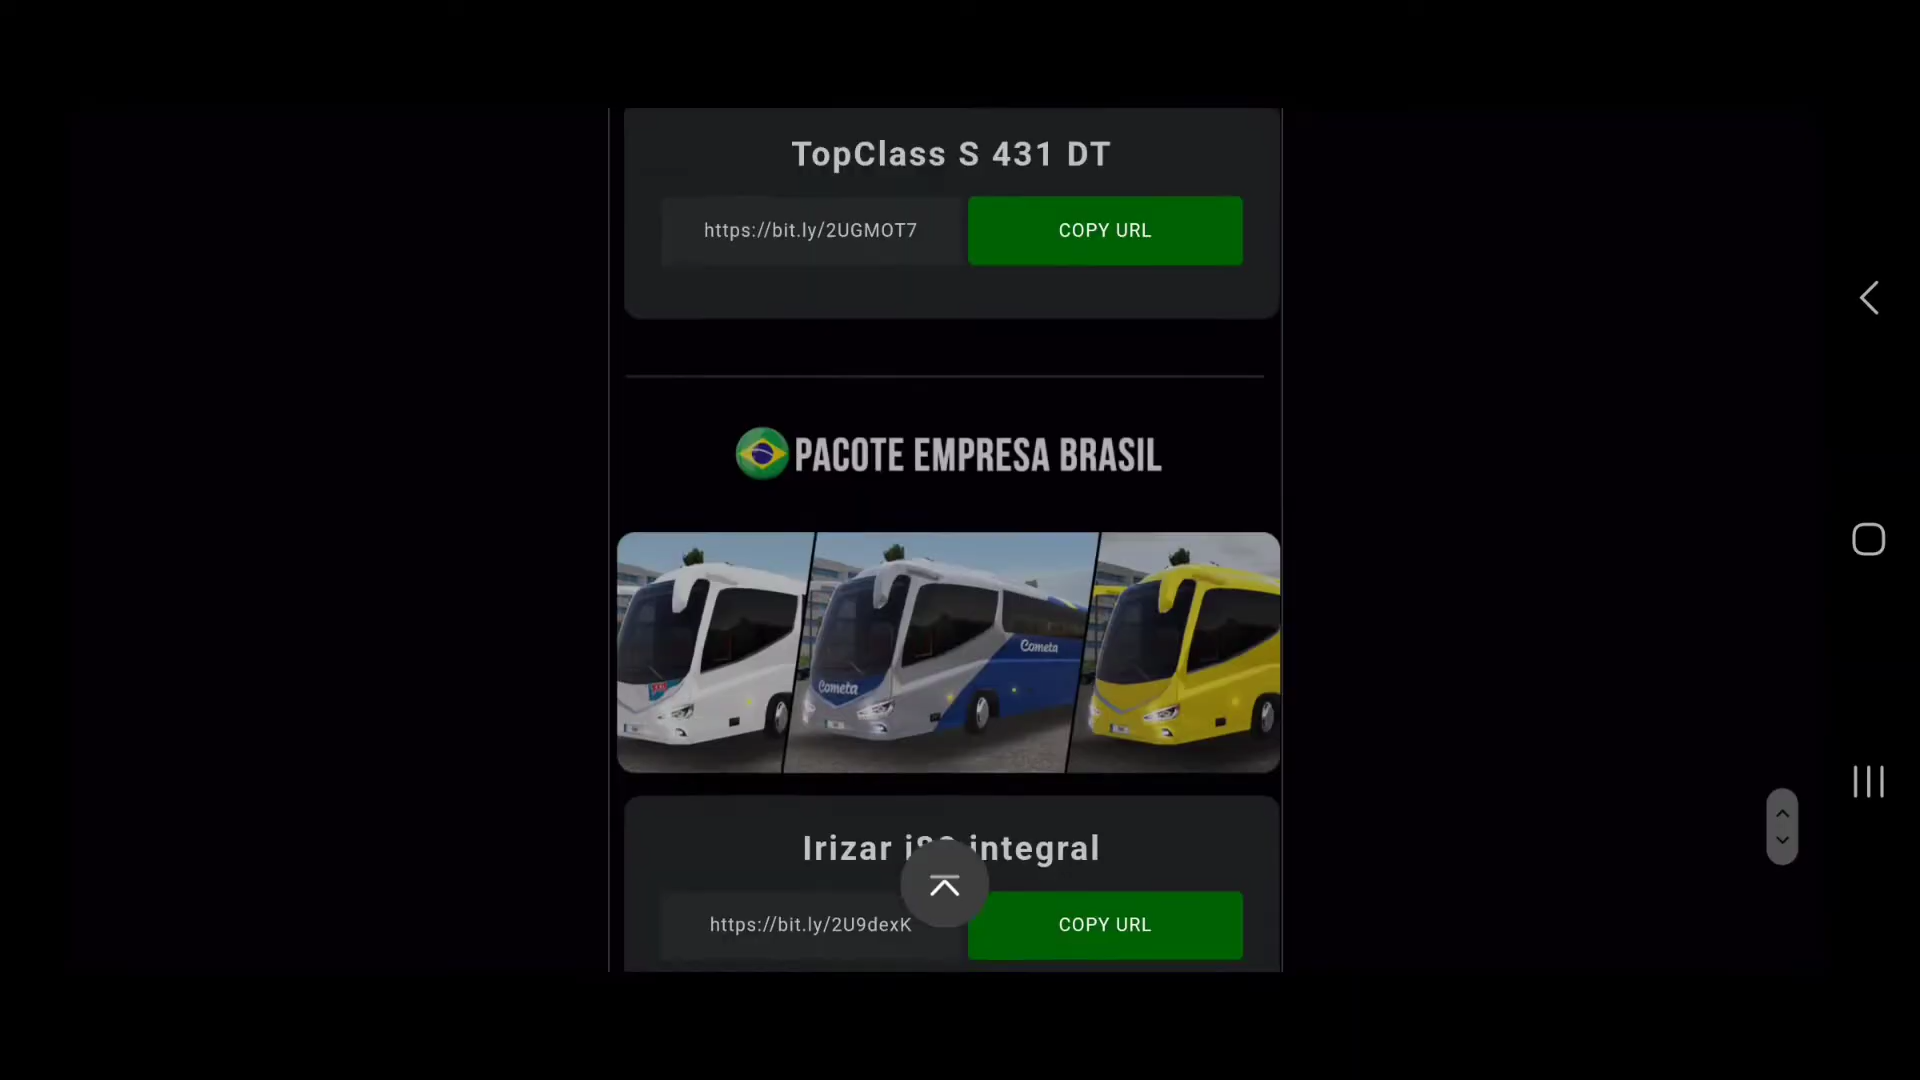 TopClass S 431 DT
https://bit.ly/2UGMOT7
COPY URL
PACOTE EMPRESA BRASIL
Cometa
Cometa
Irizar integral
https://bit.ly/2U9dexK
COPY URL